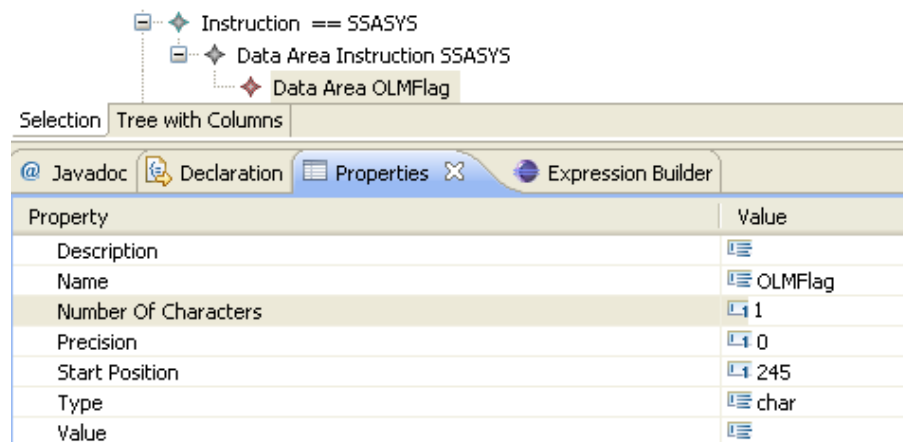 Instruction == SSASYS
Data Area Instruction SSASYS
Data Area OLMFlag
Selection Tree with Columns
@ Javadoc Declaration Properties Expression Builder
Property Value
Description
Name OLMFlag
Number Of Characters 1
Precision 0
Start Position 245
Type char
Value